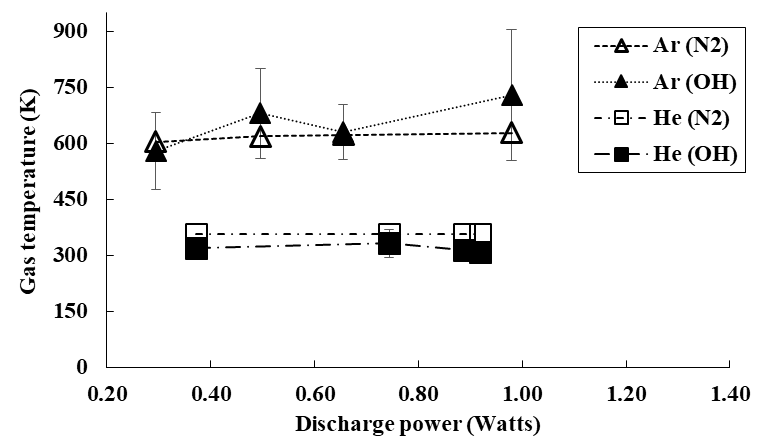 900
750
600
450
300
150
0
Gas temperature (K)
0.20 0.40 0.60 0.80 1.00 1.20 1.40
Discharge power (Watts)
Ar (N2)
Ar (OH)
He (N2)
He (OH)